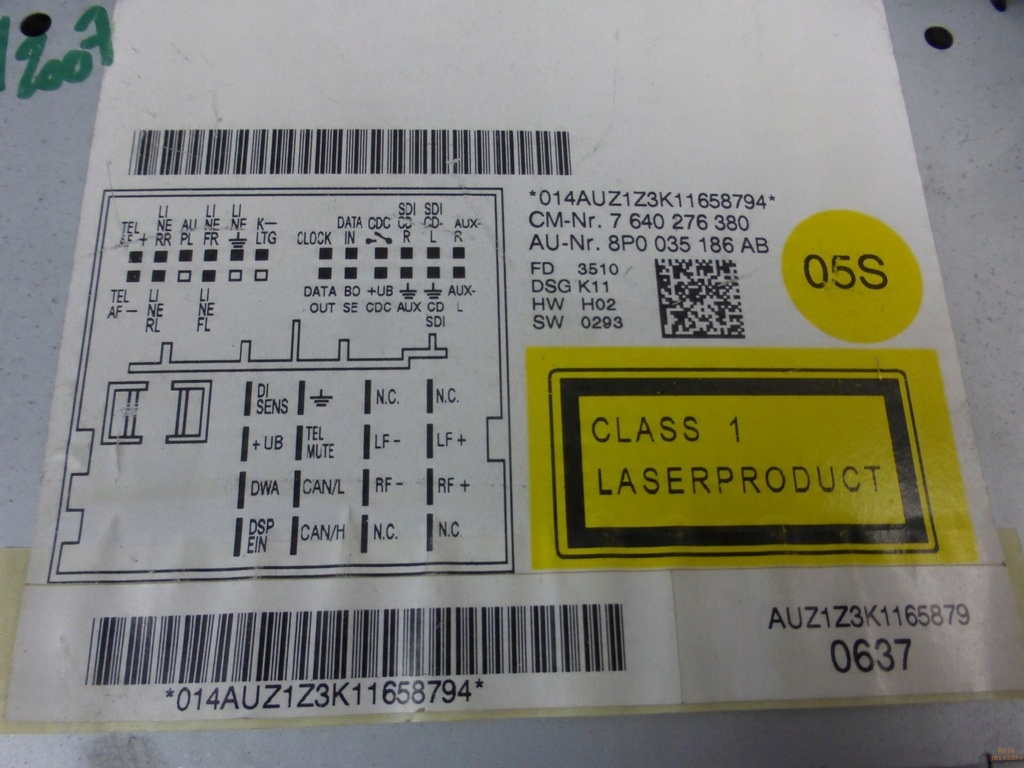 2007
*014AUZ1Z3K11658794*
CM-Nr. 7 640 276 380
AU-Nr. 8P0 035 186 AB
FD 3510
DSG K11
HW H02
SW 0293
05S
LI LI LI SDI SDI
TEL NE AU NE NE K— DATA CDC CD CD- AUX-
AF + RR PL FR LTG CLOCK IN R L R
TEL LI LI DATA BO +UB AUX-
AF — NE NE OUT SE CDC AUX CD L
RL FL SDI
DI N.C. N.C.
SENS
+ UB TEL LF - LF +
MUTE
DWA CAN/L RF - RF +
DSP CAN/H N.C. N.C.
EIN
CLASS 1
LASERPRODUCT
*014AUZ1Z3K11658794*
AUZ1Z3K1165879
0637